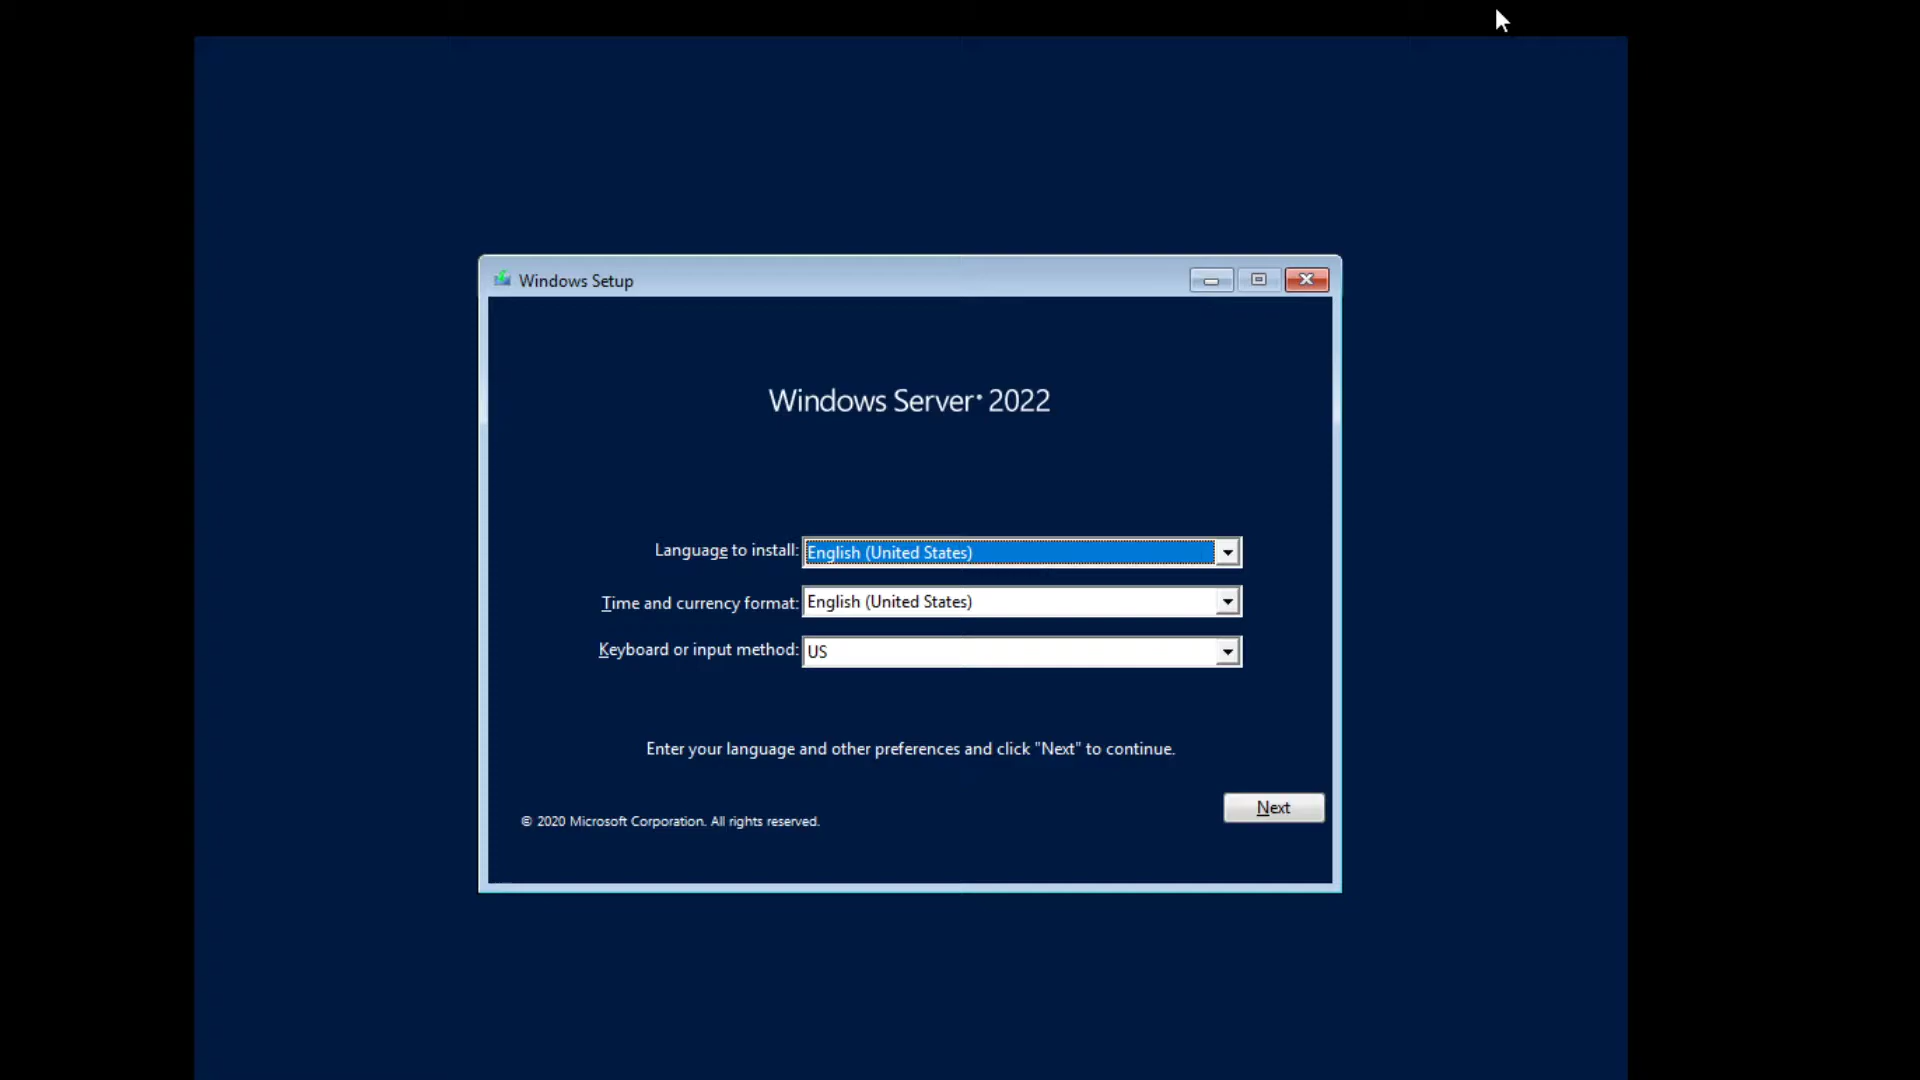 Windows Setup
Windows Server 2022
Language to install: English (United States)
Time and currency format: English (United States)
Keyboard or input method: US
Enter your language and other preferences and click "Next" to continue.
Next
© 2020 Microsoft Corporation. All rights reserved.